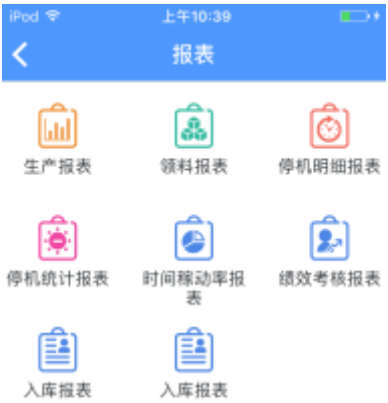 iPod 上午10:39
报表
生产报表 领料报表 停机明细报表
停机统计报表 时间稼动率报
表 绩效考核报表
入库报表 入库报表